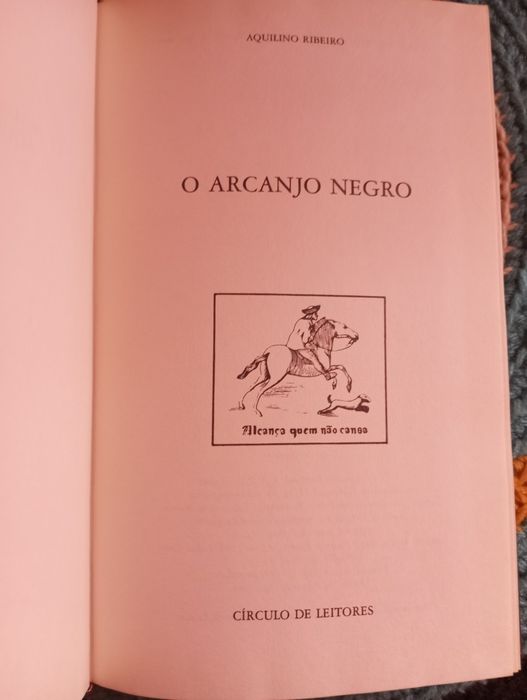 AQUILINO RIBEIRO
O ARCANJO NEGRO
Alcança quem não cansa
CÍRCULO DE LEITORES